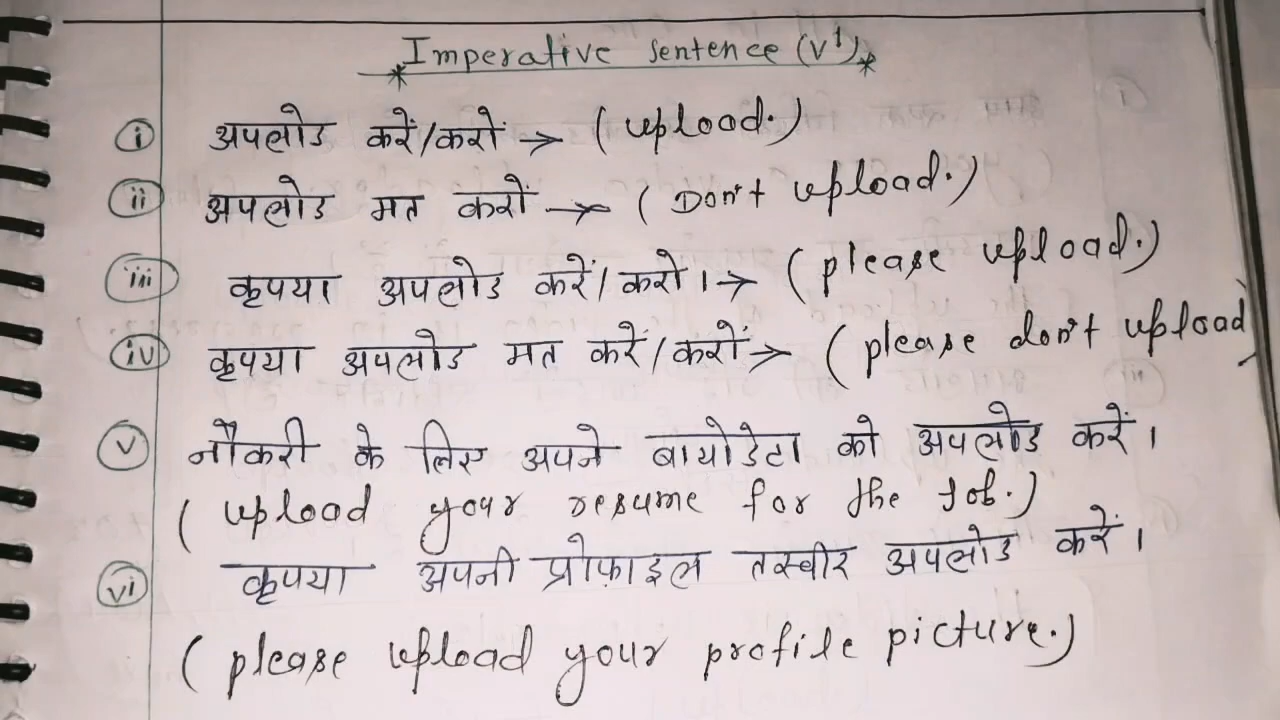 * Imperative sentence (V¹) *
(i) अपलोड करें/करों → (upload.)
(ii) अपलोड मत करों → (Don't upload.)
(iii) कृपया अपलोड करें/करो। → (please upload.)
(iv) कृपया अपलोड मत करें/करों → (please don't upload)
(v) नौकरी के लिए अपने बायोडेटा को अपलोड करें।
(upload your resume for the Job.)
(vi) कृपया अपनी प्रोफ़ाइल तस्वीर अपलोड करें।
(please upload your profile picture.)